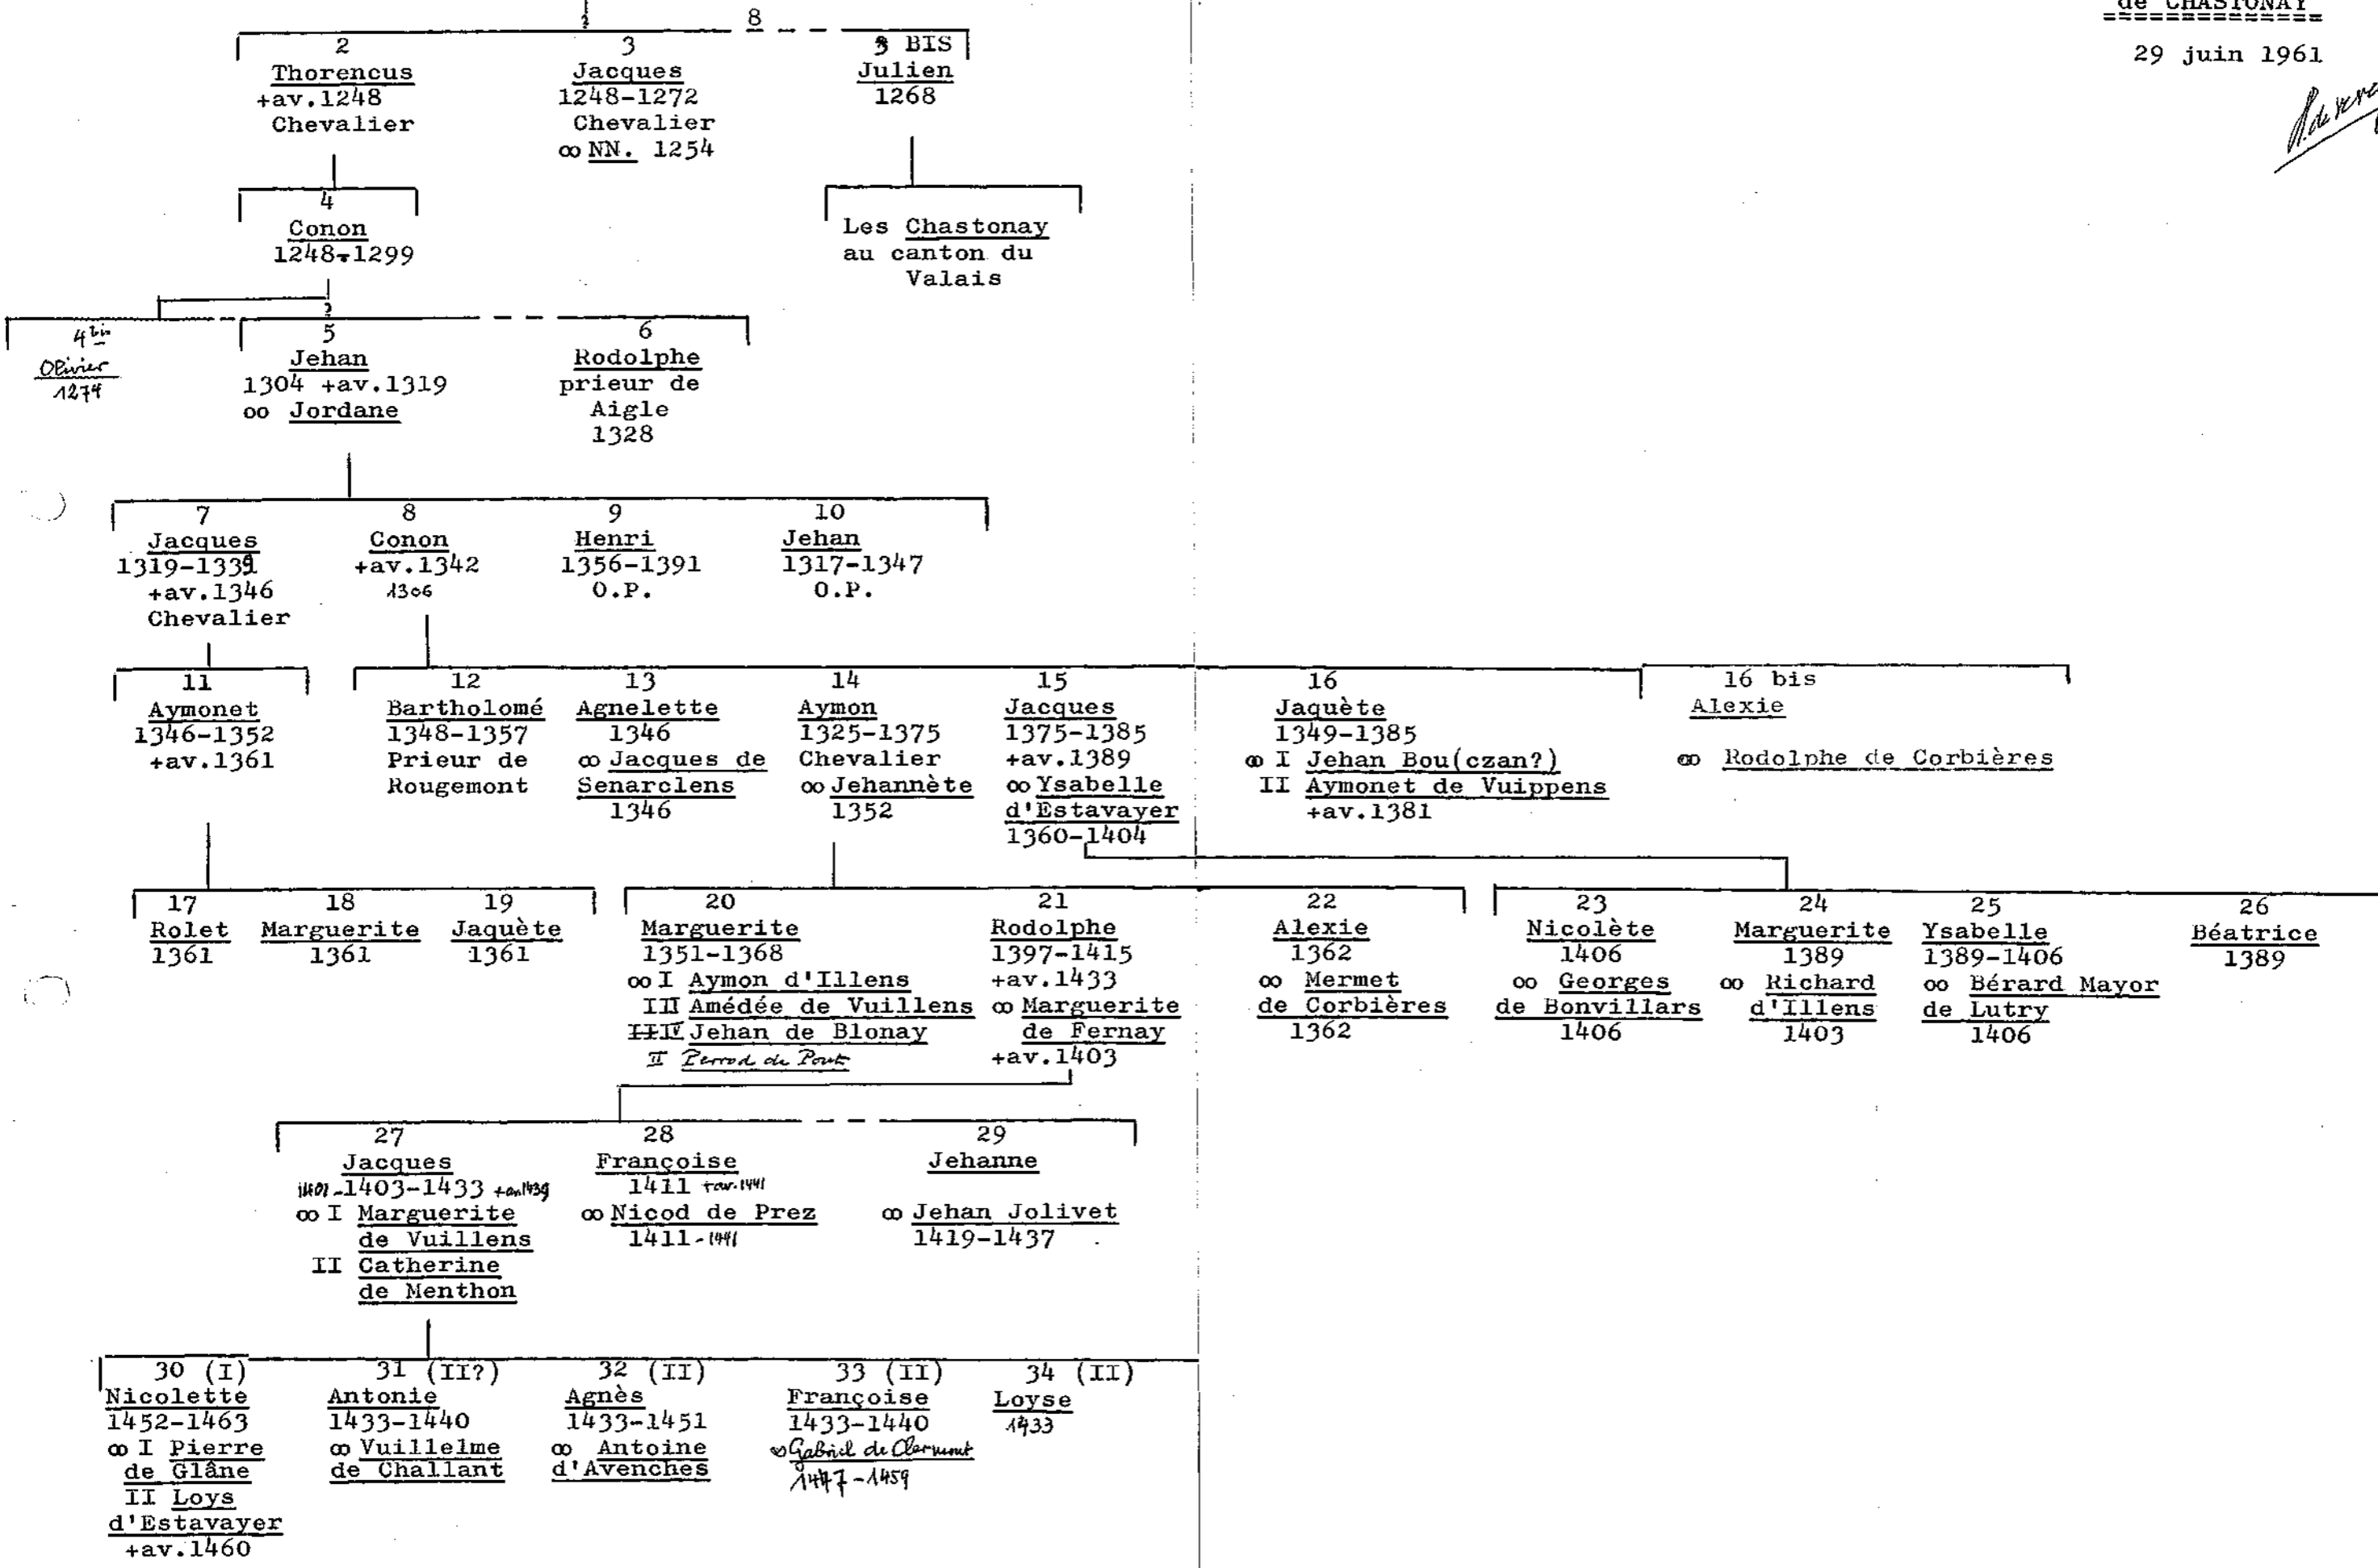 de CHASTONAY
29 juin 1961
?
8
2
Thorencus
+av.1248
Chevalier
3
Jacques
1248-1272
Chevalier
∞ NN. 1254
3 BIS
Julien
1268
4
Conon
1248-1299
Les Chastonay
au canton du
Valais
?
4 bis
Olivier
1274
5
Jehan
1304 +av.1319
oo Jordane
6
Rodolphe
prieur de
Aigle
1328
7
Jacques
1319-1339
+av.1346
Chevalier
8
Conon
+av.1342
1306
9
Henri
1356-1391
O.P.
10
Jehan
1317-1347
O.P.
11
Aymonet
1346-1352
+av.1361
12
Bartholomé
1348-1357
Prieur de
Rougemont
13
Agnelette
1346
∞ Jacques de
Senarclens
1346
14
Aymon
1325-1375
Chevalier
∞ Jehannète
1352
15
Jacques
1375-1385
+av.1389
∞ Ysabelle
d'Estavayer
1360-1404
16
Jaquète
1349-1385
∞ I Jehan Bou(czan?)
II Aymonet de Vuippens
+av.1381
16 bis
Alexie
∞ Rodolphe de Corbières
17
Rolet
1361
18
Marguerite
1361
19
Jaquète
1361
20
Marguerite
1351-1368
∞ I Aymon d'Illens
III Amédée de Vuillens
IV Jehan de Blonay
II Perrod de Pont
21
Rodolphe
1397-1415
+av.1433
∞ Marguerite
de Fernay
+av.1403
22
Alexie
1362
∞ Mermet
de Corbières
1362
23
Nicolète
1406
∞ Georges
de Bonvillars
1406
24
Marguerite
1389
∞ Richard
d'Illens
1403
25
Ysabelle
1389-1406
∞ Bérard Mayor
de Lutry
1406
26
Béatrice
1389
27
Jacques
1403-1433 +av.1439
∞ I Marguerite
de Vuillens
II Catherine
de Menthon
28
Françoise
1411 +av.1441
∞ Nicod de Prez
1411-1441
29
Jehanne
∞ Jehan Jolivet
1419-1437
30 (I)
Nicolette
1452-1463
∞ I Pierre
de Glâne
II Loys
d'Estavayer
+av.1460
31 (II?)
Antonie
1433-1440
∞ Vuillelme
de Challant
32 (II)
Agnès
1433-1451
∞ Antoine
d'Avenches
33 (II)
Françoise
1433-1440
∞ Gabriel de Clermont
1447-1459
34 (II)
Loyse
1433